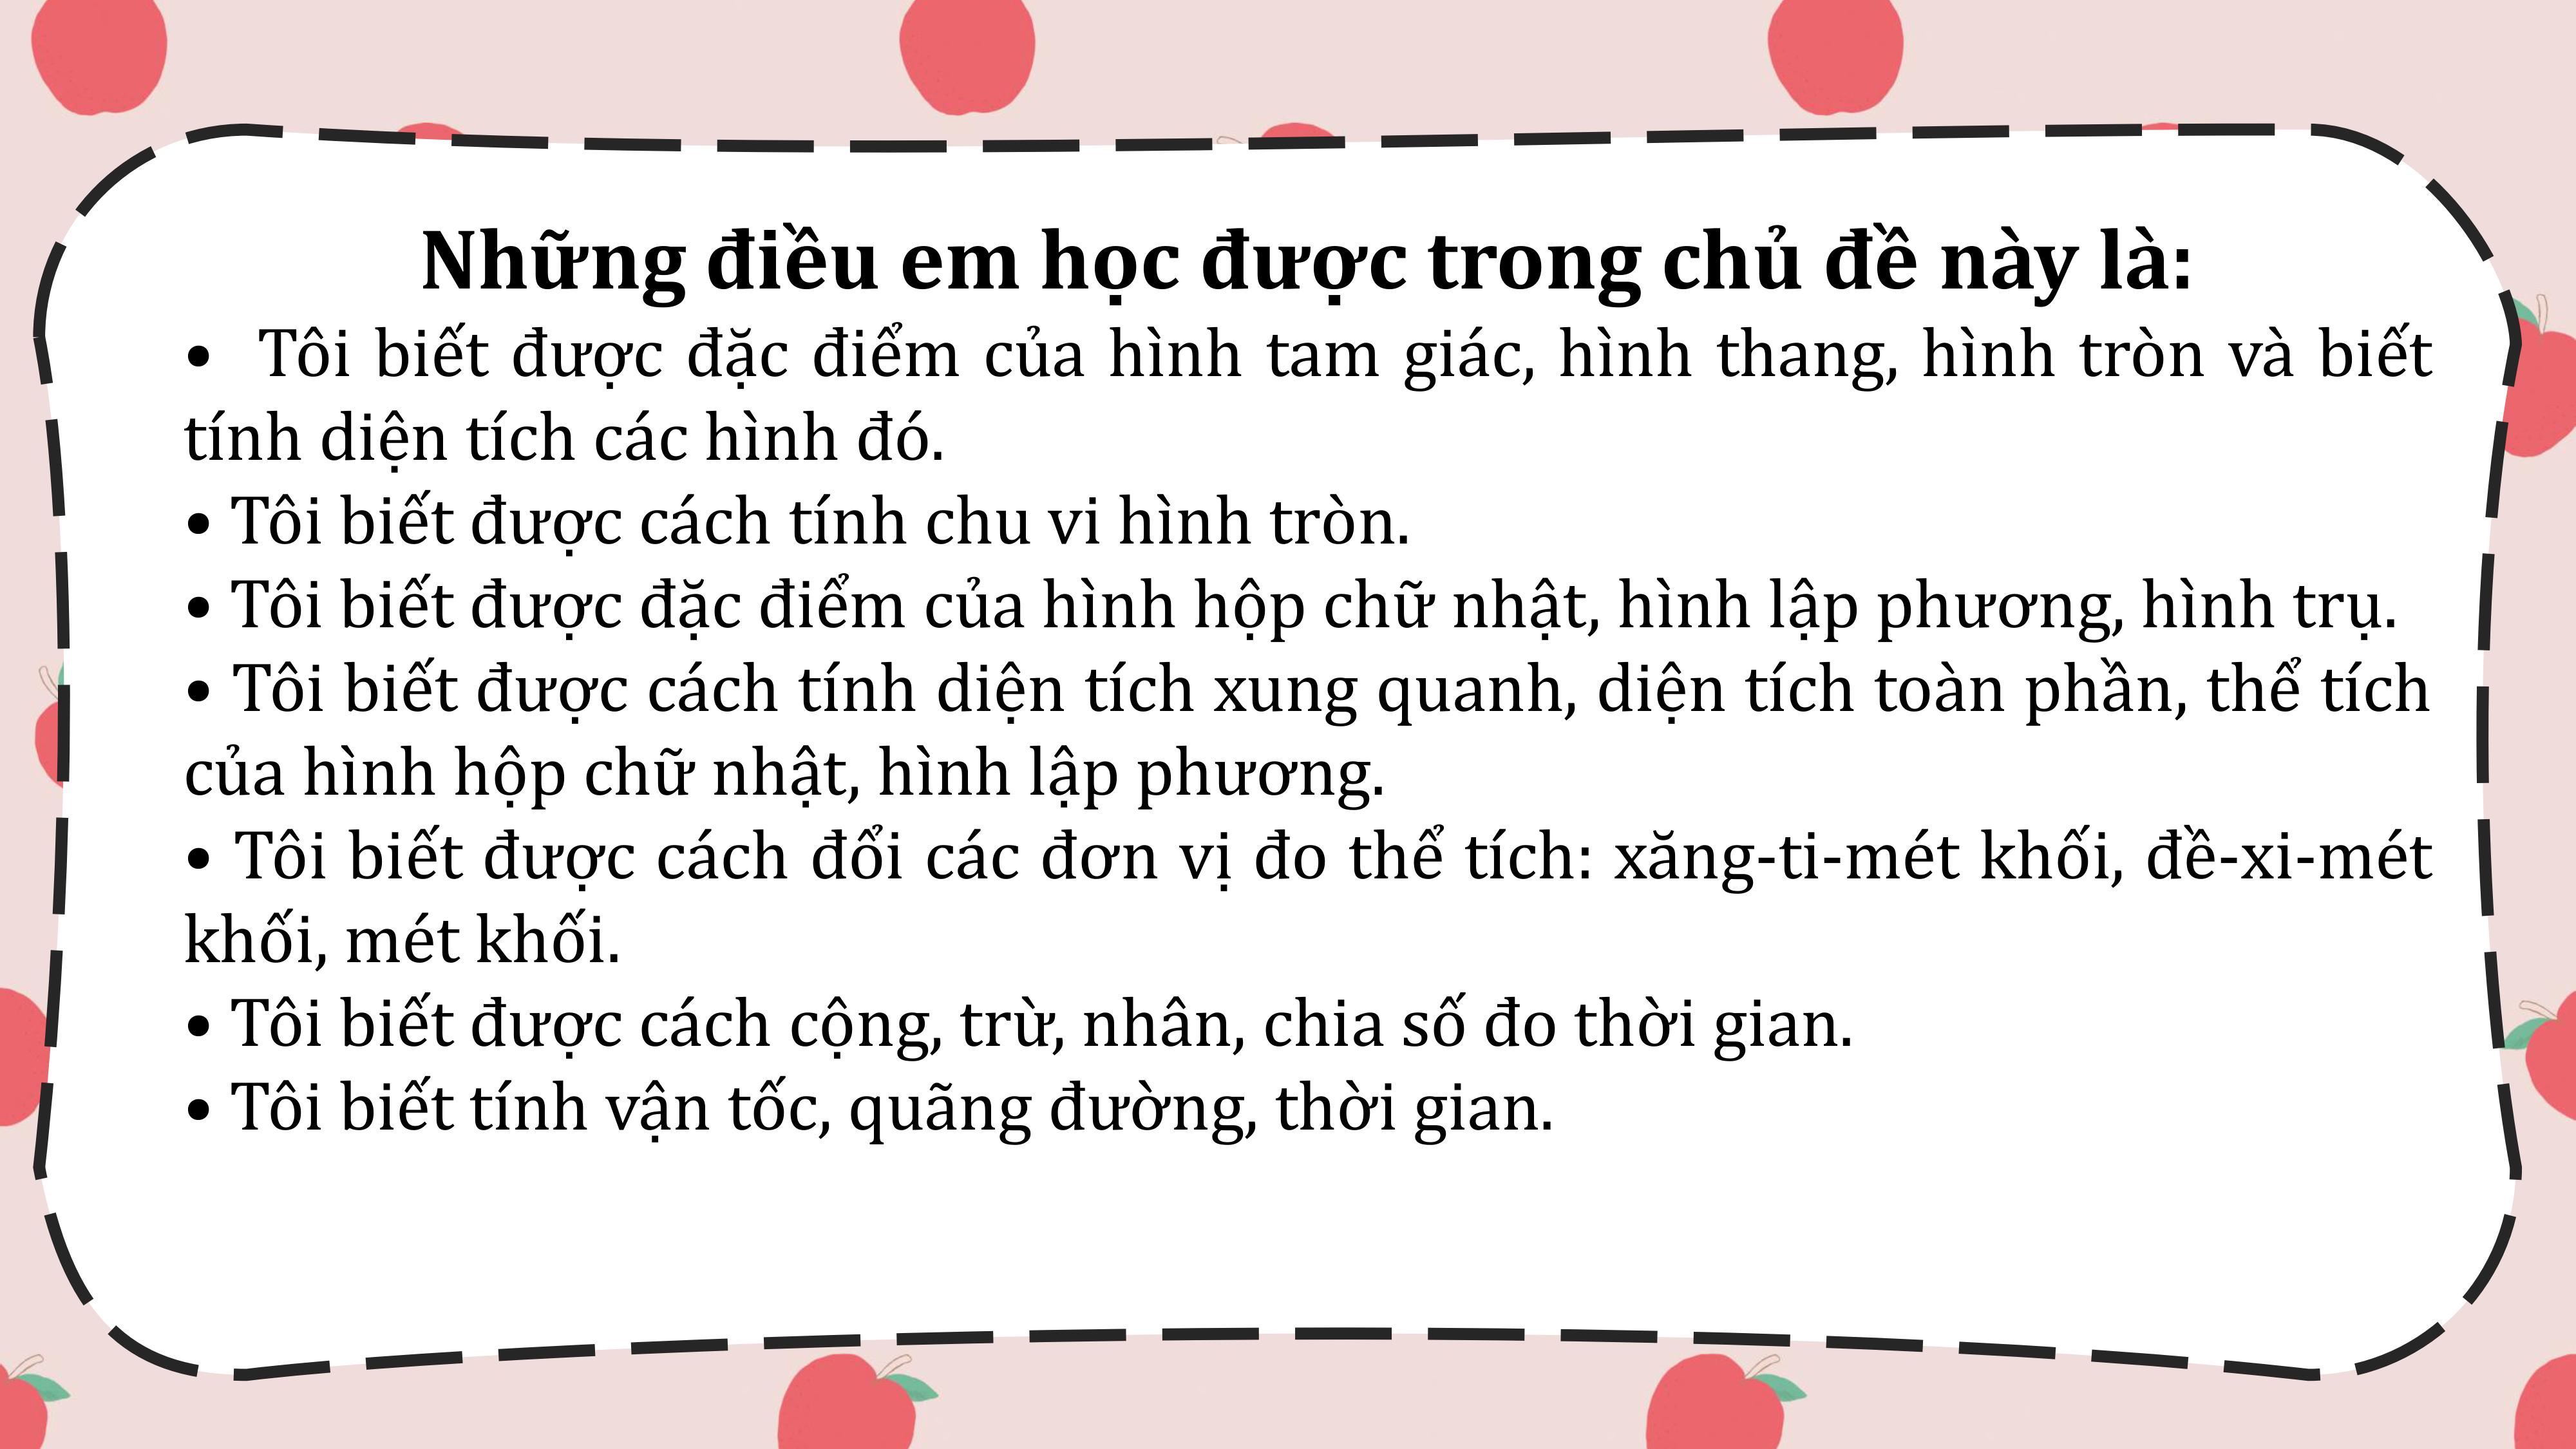 Những điều em học được trong chủ đề này là:
• Tôi biết được đặc điểm của hình tam giác, hình thang, hình tròn và biết
tính diện tích các hình đó.
• Tôi biết được cách tính chu vi hình tròn.
• Tôi biết được đặc điểm của hình hộp chữ nhật, hình lập phương, hình trụ.
• Tôi biết được cách tính diện tích xung quanh, diện tích toàn phần, thể tích
của hình hộp chữ nhật, hình lập phương.
• Tôi biết được cách đổi các đơn vị đo thể tích: xăng-ti-mét khối, đề-xi-mét
khối, mét khối.
• Tôi biết được cách cộng, trừ, nhân, chia số đo thời gian.
• Tôi biết tính vận tốc, quãng đường, thời gian.